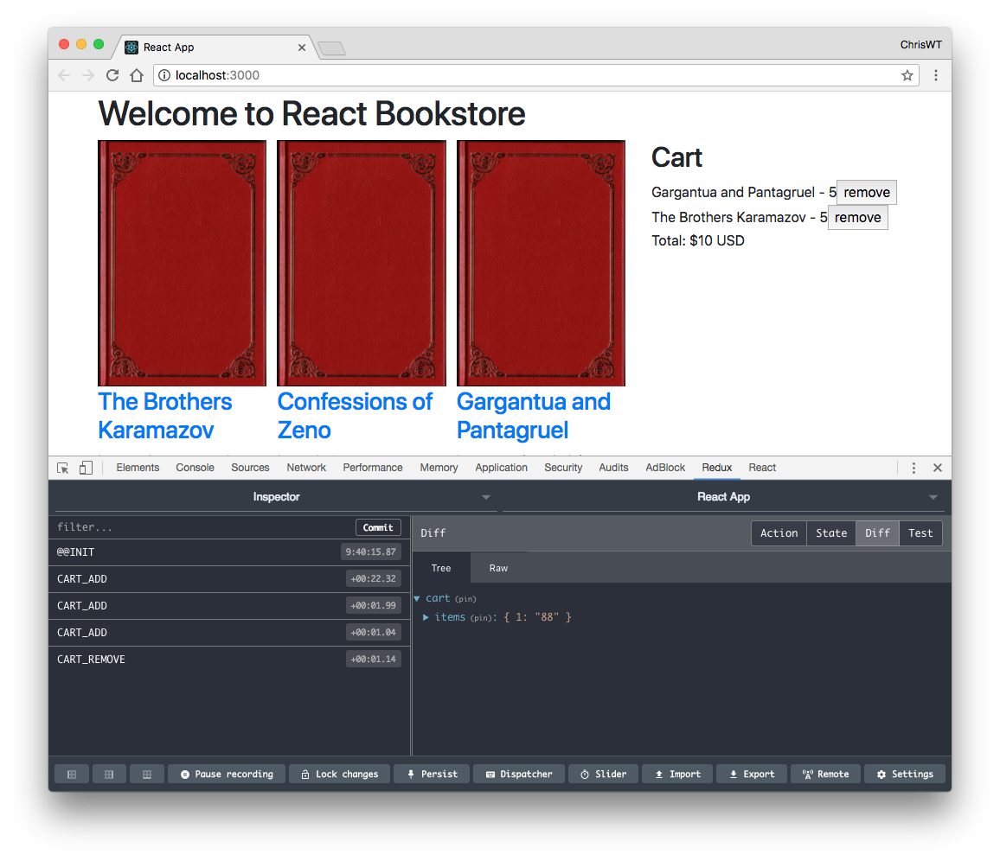 React App
ChrisWT
localhost:3000
Welcome to React Bookstore
Cart
Gargantua and Pantagruel - 5 remove
The Brothers Karamazov - 5 remove
Total: $10 USD
The Brothers
Karamazov
Confessions of
Zeno
Gargantua and
Pantagruel
Elements Console Sources Network Performance Memory Application Security Audits AdBlock Redux React
Inspector
React App
filter...
Commit
@@INIT 9:40:15.87
CART_ADD +00:22.32
CART_ADD +00:01.99
CART_ADD +00:01.04
CART_REMOVE +00:01.14
Diff
Action State Diff Test
Tree Raw
cart (pin)
items (pin): { 1: "88" }
Pause recording Lock changes Persist Dispatcher Slider Import Export Remote Settings